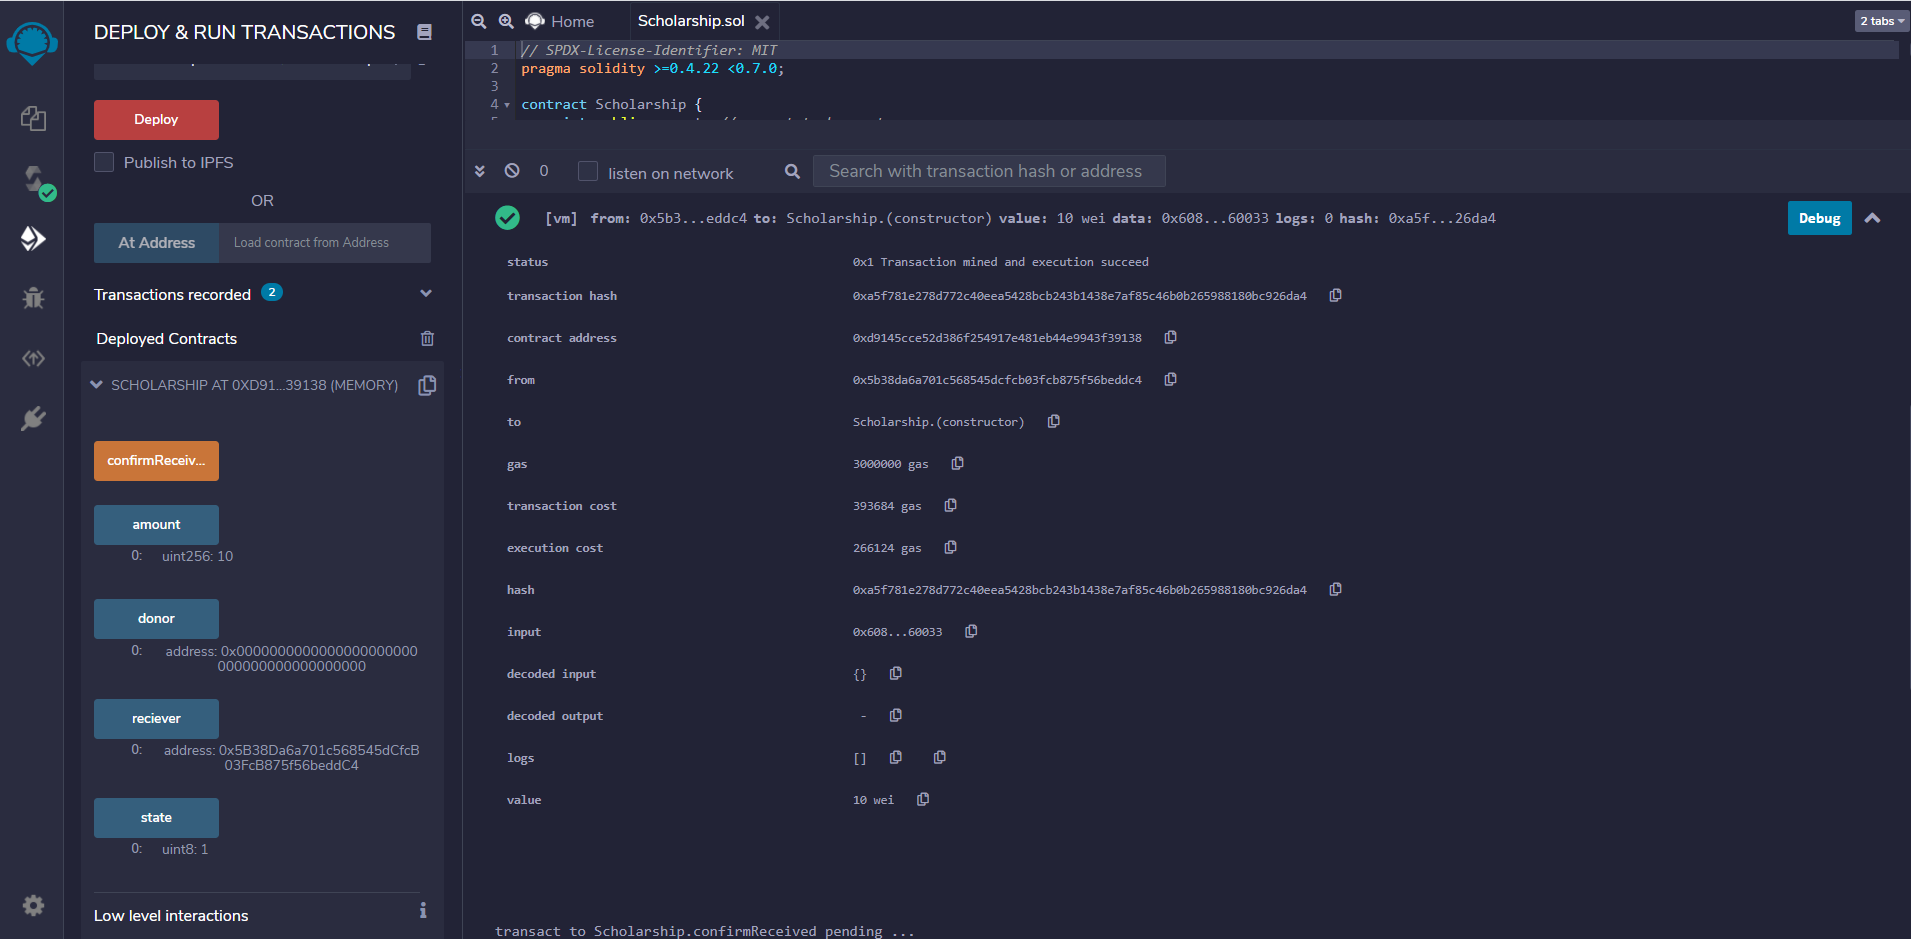 DEPLOY & RUN TRANSACTIONS
Deploy
Publish to IPFS
OR
At Address
Load contract from Address
Transactions recorded 2
Deployed Contracts
SCHOLARSHIP AT 0XD91...39138 (MEMORY)
confirmReceiv...
amount
0: uint256: 10
donor
0: address: 0x00000000000000000000
00000000000000000000
reciever
0: address: 0x5B38Da6a701c568545dCfcB
03FcB875f56beddC4
state
0: uint8: 1
Low level interactions
Home
Scholarship.sol
2 tabs
1 // SPDX-License-Identifier: MIT
2 pragma solidity >=0.4.22 <0.7.0;
3
4 contract Scholarship {
0
listen on network
Search with transaction hash or address
[vm] from: 0x5b3...eddc4 to: Scholarship.(constructor) value: 10 wei data: 0x608...60033 logs: 0 hash: 0xa5f...26da4
Debug
status 0x1 Transaction mined and execution succeed
transaction hash 0xa5f781e278d772c40eea5428bcb243b1438e7af85c46b0b265988180bc926da4
contract address 0xd9145cce52d386f254917e481eb44e9943f39138
from 0x5b38da6a701c568545dcfcb03fcb875f56beddc4
to Scholarship.(constructor)
gas 3000000 gas
transaction cost 393684 gas
execution cost 266124 gas
hash 0xa5f781e278d772c40eea5428bcb243b1438e7af85c46b0b265988180bc926da4
input 0x608...60033
decoded input {}
decoded output -
logs []
value 10 wei
transact to Scholarship.confirmReceived pending ...